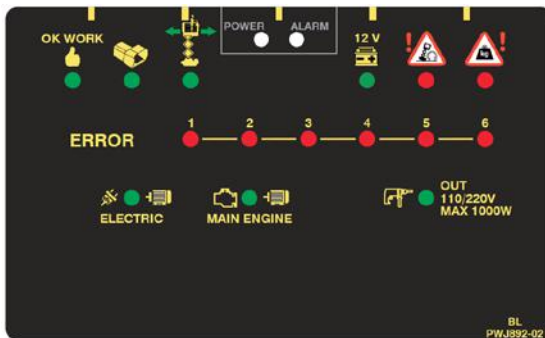 POWER ALARM
OK WORK
12 V
! !
kg
1 2 3 4 5 6
ERROR
ELECTRIC
MAIN ENGINE
OUT
110/220V
MAX 1000W
BL
PWJ892-02